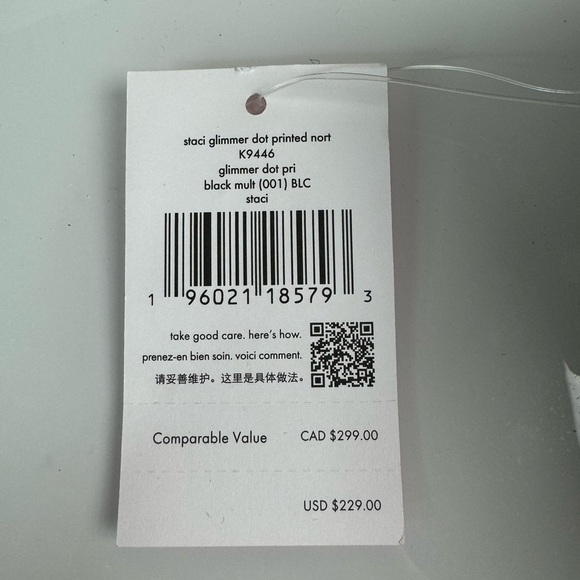 staci glimmer dot printed nort
K9446
glimmer dot pri
black mult (001) BLC
staci
1 96021 18579 3
take good care. here's how.
prenez-en bien soin. voici comment.
请妥善维护。这里是具体做法。
Comparable Value CAD $299.00
USD $229.00